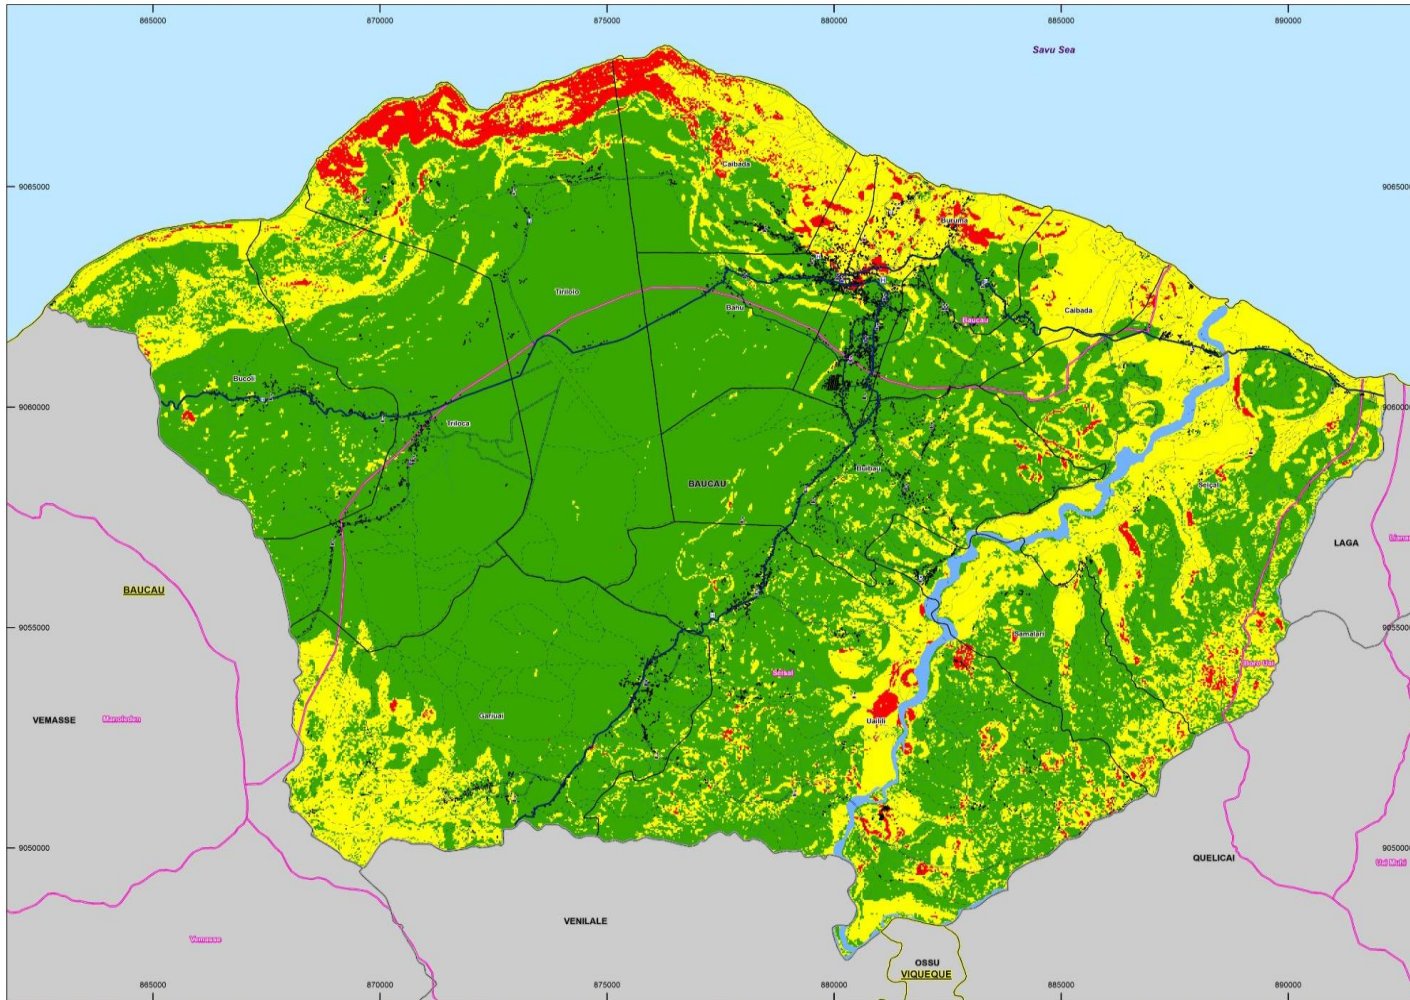 865000 870000 875000 880000 885000 890000
Savu Sea
Caibada
9065000 9065000
Buruma
Tirilolo
Bahu
Caibada
Baucau
Bucoli
9060000 9060000
Triloca
Buibau
BAUCAU
Seiçal
LAGA
BAUCAU
9055000 9055000
Samalari
Seisal
VEMASSE
Gariuai
Uailili
9050000 9050000
QUELICAI
Uai Muhi
VENILALE
Vemasse
OSSU
VIQUEQUE
865000 870000 875000 880000 885000 890000